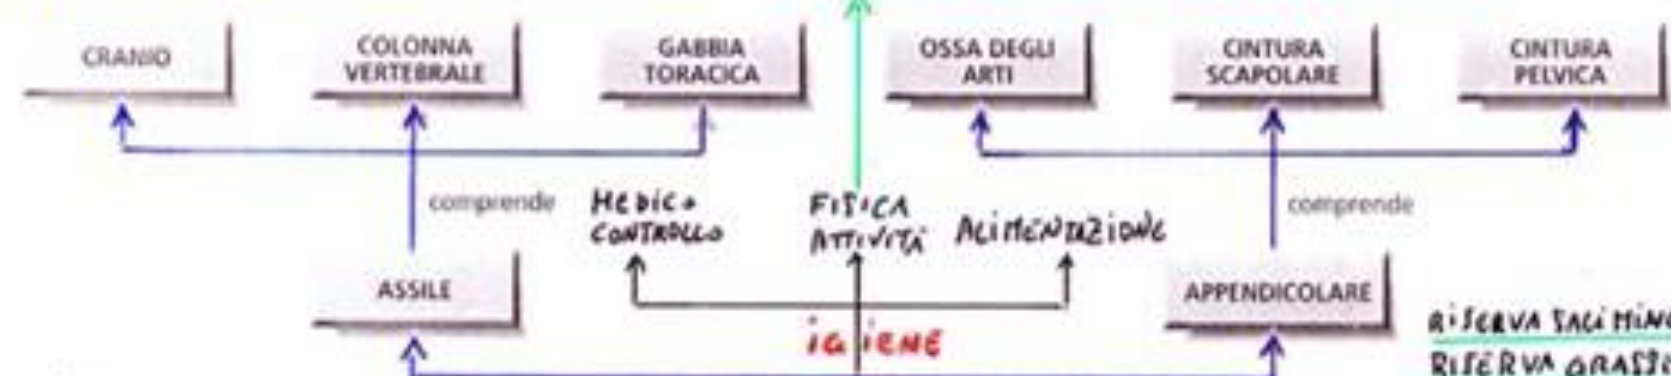 CRANIO
COLONNA
VERTEBRALE
GABBIA
TORACICA
OSSA DEGLI
ARTI
CINTURA
SCAPOLARE
CINTURA
PELVICA
comprende
MEDICO
CONTROLLO
FISICA
ATTIVITÀ
ALIMENTAZIONE
comprende
ASSILE
APPENDICOLARE
IGIENE
RISERVA SALI
RISERVA